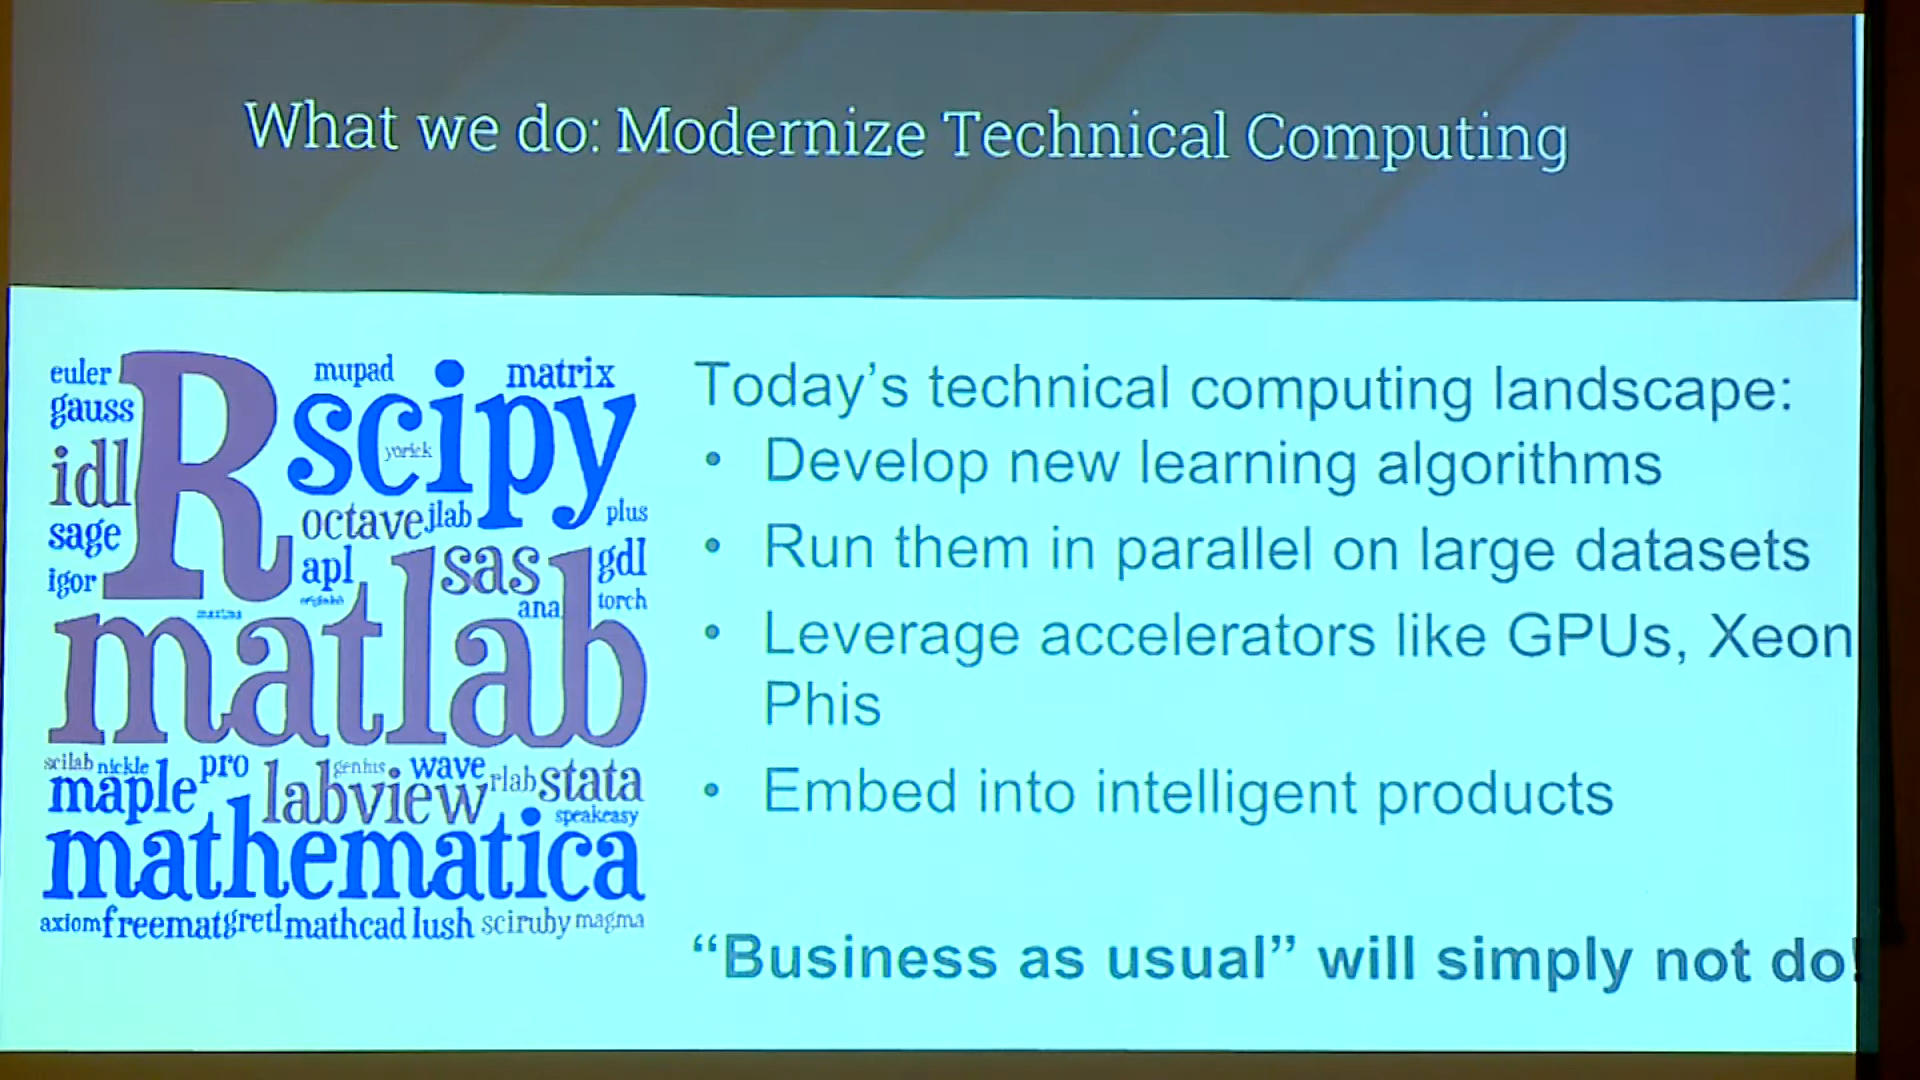 What we do: Modernize Technical Computing
euler
gauss
idl
sage
igor
R
mupad
matrix
scipy
yorick
octave
jlab
plus
apl
sas
gdl
ana
torch
maxima
matlab
scilab
nickle
pro
genius
wave
rlab
stata
maple
labview
speakeasy
mathematica
axiom
freemat
gretl
mathcad
lush
sciruby
magma
Today’s technical computing landscape:
• Develop new learning algorithms
• Run them in parallel on large datasets
• Leverage accelerators like GPUs, Xeon
Phis
• Embed into intelligent products
“Business as usual” will simply not do!